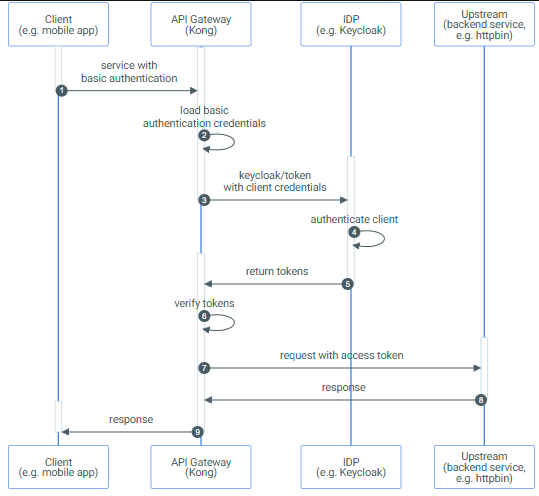 Client
(e.g. mobile app)
API Gateway
(Kong)
IDP
(e.g. Keycloak)
Upstream
(backend service,
e.g. httpbin)
service with
basic authentication
1
load basic
authentication credentials
2
keycloak/token
with client credentials
3
authenticate client
4
return tokens
5
verify tokens
6
request with access token
7
response
8
response
9
Client
(e.g. mobile app)
API Gateway
(Kong)
IDP
(e.g. Keycloak)
Upstream
(backend service,
e.g. httpbin)